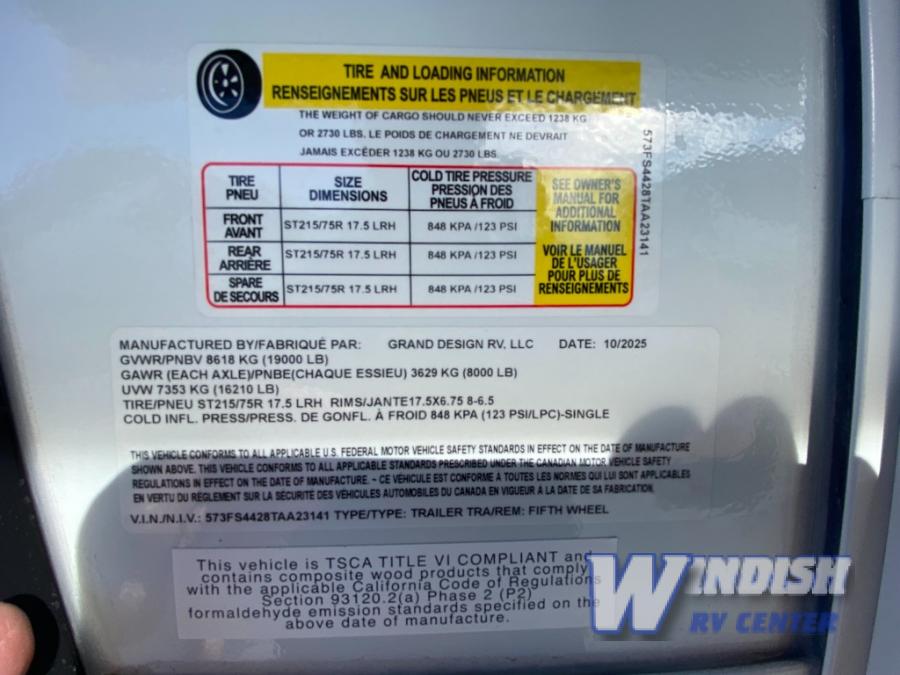 TIRE AND LOADING INFORMATION
RENSEIGNEMENTS SUR LES PNEUS ET LE CHARGEMENT
THE WEIGHT OF CARGO SHOULD NEVER EXCEED 1238 KG
OR 2730 LBS. LE POIDS DE CHARGEMENT NE DEVRAIT
JAMAIS EXCÉDER 1238 KG OU 2730 LBS.
TIRE
PNEU
SIZE
DIMENSIONS
COLD TIRE PRESSURE
PRESSION DES
PNEUS À FROID
SEE OWNER'S
MANUAL FOR
ADDITIONAL
INFORMATION
VOIR LE MANUEL
DE L'USAGER
POUR PLUS DE
RENSEIGNEMENTS
FRONT
AVANT
ST215/75R 17.5 LRH
848 KPA /123 PSI
REAR
ARRIÈRE
ST215/75R 17.5 LRH
848 KPA /123 PSI
SPARE
DE SECOURS
ST215/75R 17.5 LRH
848 KPA /123 PSI
573FS4428TAA23141
MANUFACTURED BY/FABRIQUÉ PAR: GRAND DESIGN RV, LLC DATE: 10/2025
GVWR/PNBV 8618 KG (19000 LB)
GAWR (EACH AXLE)/PNBE(CHAQUE ESSIEU) 3629 KG (8000 LB)
UVW 7353 KG (16210 LB)
TIRE/PNEU ST215/75R 17.5 LRH RIMS/JANTE17.5X6.75 8-6.5
COLD INFL. PRESS/PRESS. DE GONFL. À FROID 848 KPA (123 PSI/LPC)-SINGLE
THIS VEHICLE CONFORMS TO ALL APPLICABLE U.S. FEDERAL MOTOR VEHICLE SAFETY STANDARDS IN EFFECT ON THE DATE OF MANUFACTURE
SHOWN ABOVE. THIS VEHICLE CONFORMS TO ALL APPLICABLE STANDARDS PRESCRIBED UNDER THE CANADIAN MOTOR VEHICLE SAFETY
REGULATIONS IN EFFECT ON THE DATE OF MANUFACTURE. - CE VEHICULE EST CONFORME À TOUTES LES NORMES QUI LUI SONT APPLICABLES
EN VERTU DU RÈGLEMENT SUR LA SÉCURITÉ DES VÉHICULES AUTOMOBILES DU CANADA EN VIGUEUR À LA DATE DE SA FABRICATION.
V.I.N./N.I.V.: 573FS4428TAA23141 TYPE/TYPE: TRAILER TRA/REM: FIFTH WHEEL
This vehicle is TSCA TITLE VI COMPLIANT and
contains composite wood products that comply
with the applicable California Code of Regulations
Section 93120.2(a) Phase 2 (P2)
formaldehyde emission standards specified on the
above date of manufacture.
WINDISH
RV CENTER